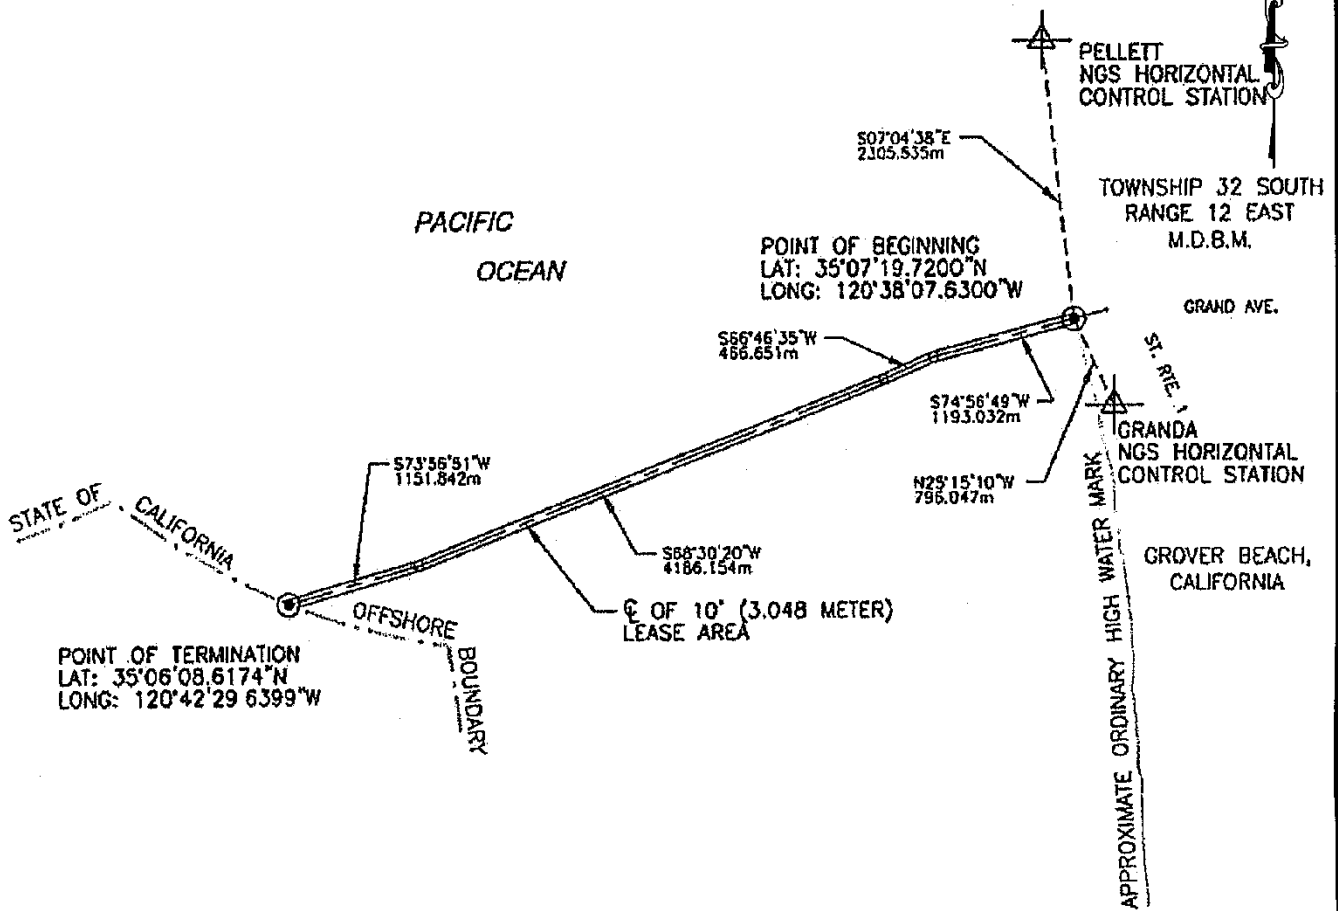 PELLETT
NGS HORIZONTAL
CONTROL STATION
S07°04'38"E
2305.535m
TOWNSHIP 32 SOUTH
RANGE 12 EAST
M.D.B.M.
PACIFIC
OCEAN
POINT OF BEGINNING
LAT: 35°07'19.7200"N
LONG: 120°38'07.6300"W
GRAND AVE.
ST. RTE. 1
S66°46'35"W
466.651m
S74°56'49"W
1193.032m
GRANDA
NGS HORIZONTAL
CONTROL STATION
N25°15'10"W
796.047m
S73°56'51"W
1151.842m
STATE OF
CALIFORNIA
OFFSHORE
BOUNDARY
S68°30'20"W
4186.154m
℄ OF 10' (3.048 METER)
LEASE AREA
GROVER BEACH,
CALIFORNIA
POINT OF TERMINATION
LAT: 35°06'08.6174"N
LONG: 120°42'29 6399"W
APPROXIMATE ORDINARY HIGH WATER MARK